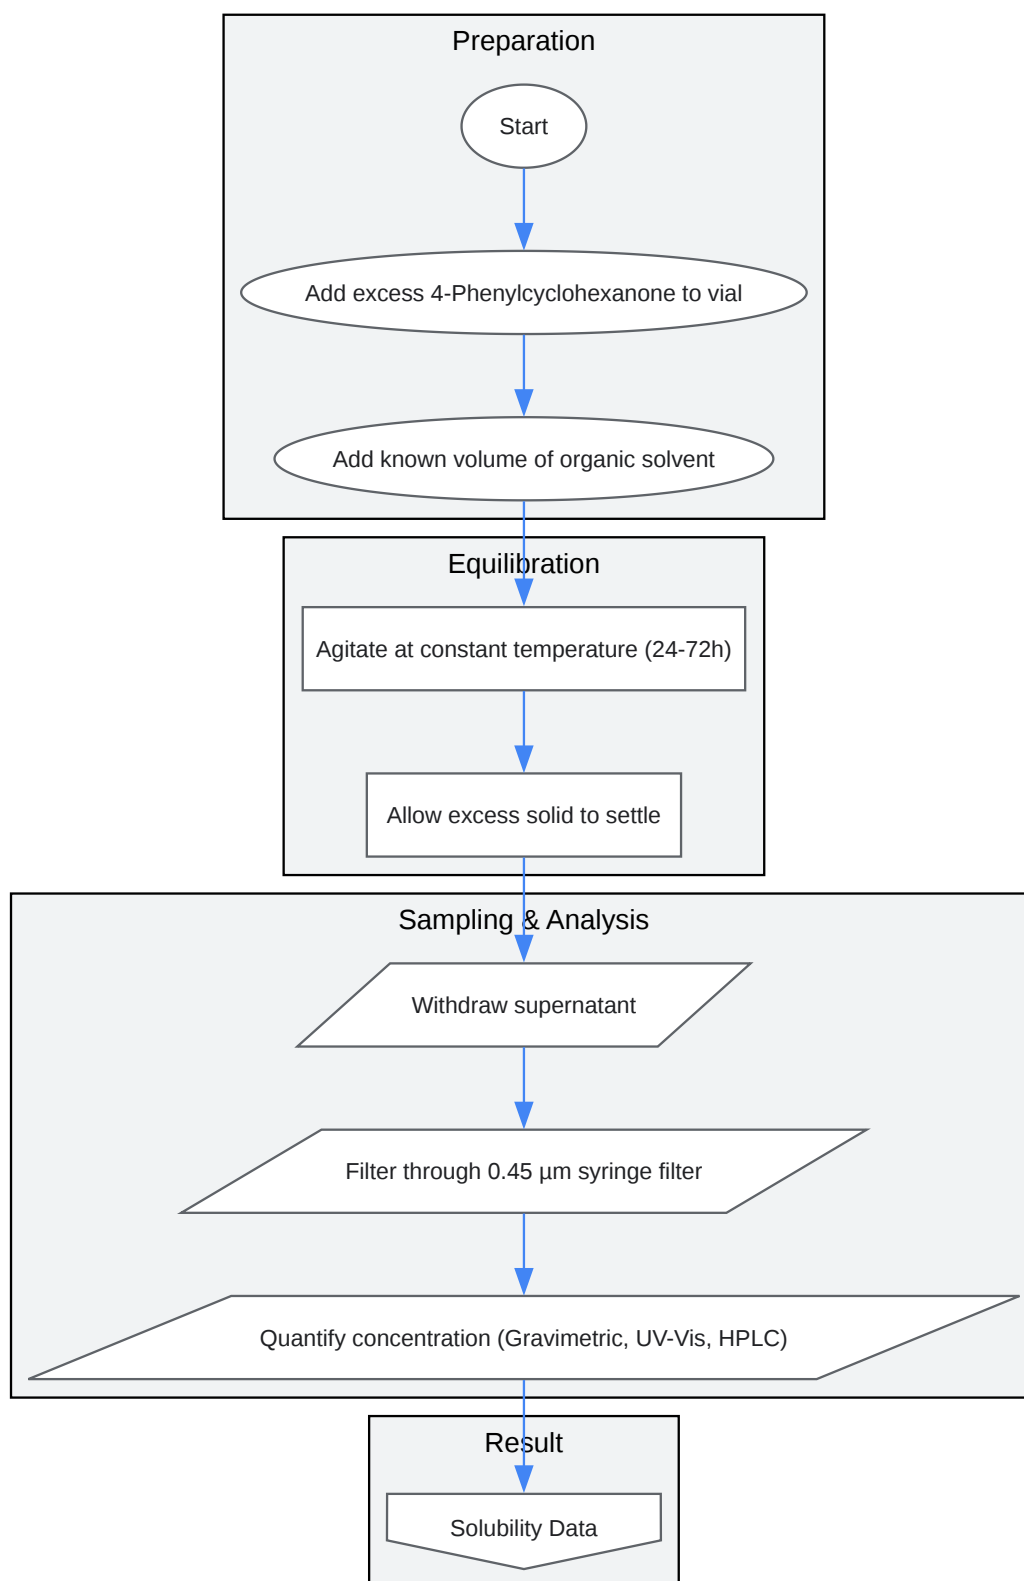 Preparation
Start
Add excess 4-Phenylcyclohexanone to vial
Add known volume of organic solvent
Equilibration
Agitate at constant temperature (24-72h)
Allow excess solid to settle
Sampling & Analysis
Withdraw supernatant
Filter through 0.45 µm syringe filter
Quantify concentration (Gravimetric, UV-Vis, HPLC)
Result
Solubility Data